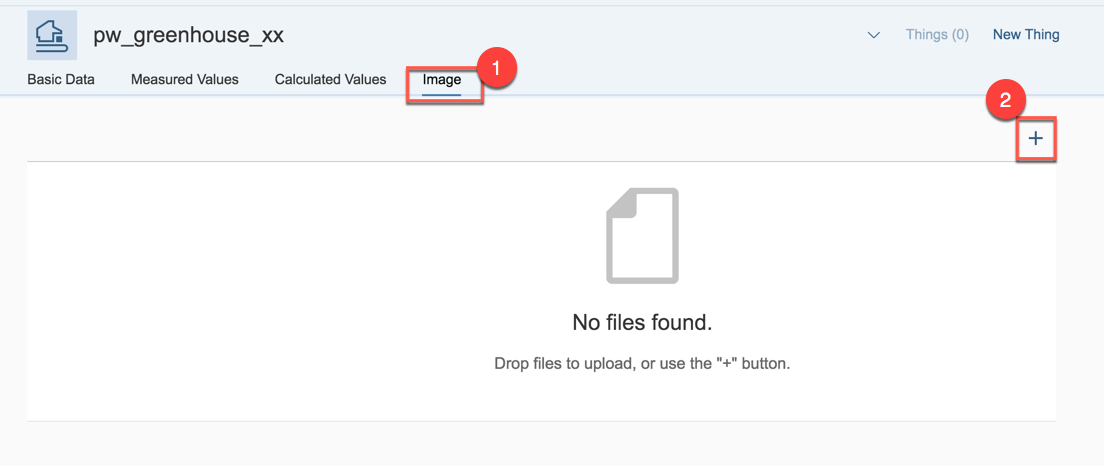 pw_greenhouse_xx
Things (0) New Thing
Basic Data Measured Values Calculated Values Image 1
2
+
No files found.
Drop files to upload, or use the "+" button.